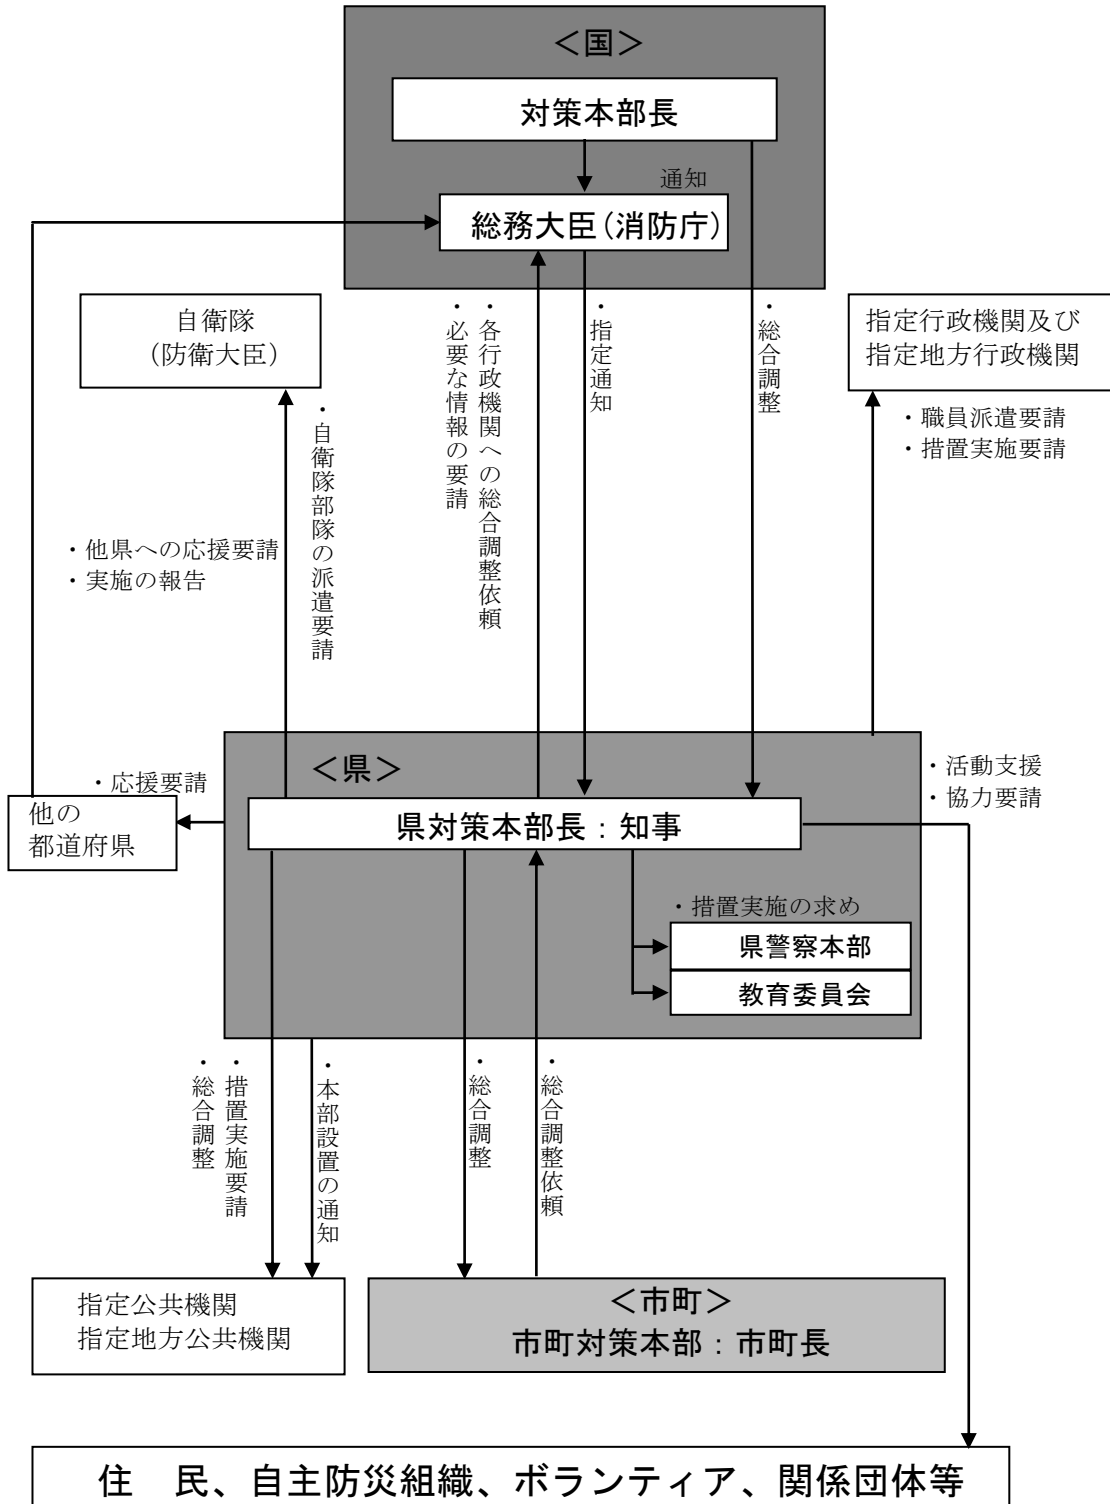 ＜国＞
対策本部長
通知
総務大臣（消防庁）
自衛隊
（防衛大臣）
指定行政機関及び
指定地方行政機関
・必要な情報の要請
・各行政機関への総合調整依頼
・指定通知
・総合調整
・職員派遣要請
・措置実施要請
・自衛隊部隊の派遣要請
・他県への応援要請
・実施の報告
＜県＞
・応援要請
・活動支援
・協力要請
他の
都道府県
県対策本部長：知事
・措置実施の求め
県警察本部
教育委員会
・総合調整
・措置実施要請
・本部設置の通知
・総合調整
・総合調整依頼
指定公共機関
指定地方公共機関
＜市町＞
市町対策本部：市町長
住　民、自主防災組織、ボランティア、関係団体等